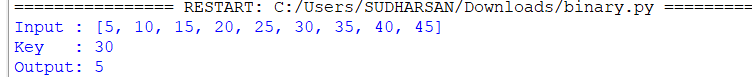 ================ RESTART: C:/Users/SUDHARSAN/Downloads/binary.py =========
Input : [5, 10, 15, 20, 25, 30, 35, 40, 45]
Key   : 30
Output: 5